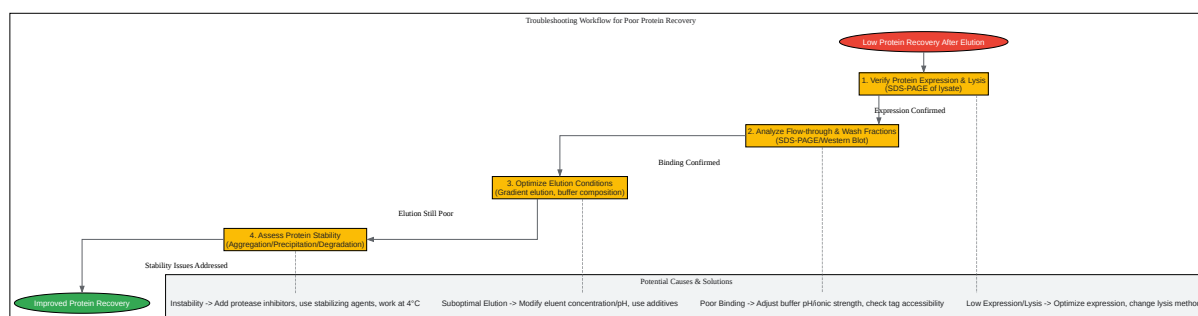 Troubleshooting Workflow for Poor Protein Recovery
Low Protein Recovery After Elution
1. Verify Protein Expression & Lysis
(SDS-PAGE of lysate)
Expression Confirmed
2. Analyze Flow-through & Wash Fractions
(SDS-PAGE/Western Blot)
Binding Confirmed
3. Optimize Elution Conditions
(Gradient elution, buffer composition)
Elution Still Poor
4. Assess Protein Stability
(Aggregation/Precipitation/Degradation)
Stability Issues Addressed
Improved Protein Recovery
Potential Causes & Solutions
Instability -> Add protease inhibitors, use stabilizing agents, work at 4°C
Suboptimal Elution -> Modify eluent concentration/pH, use additives
Poor Binding -> Adjust buffer pH/ionic strength, check tag accessibility
Low Expression/Lysis -> Optimize expression, change lysis method